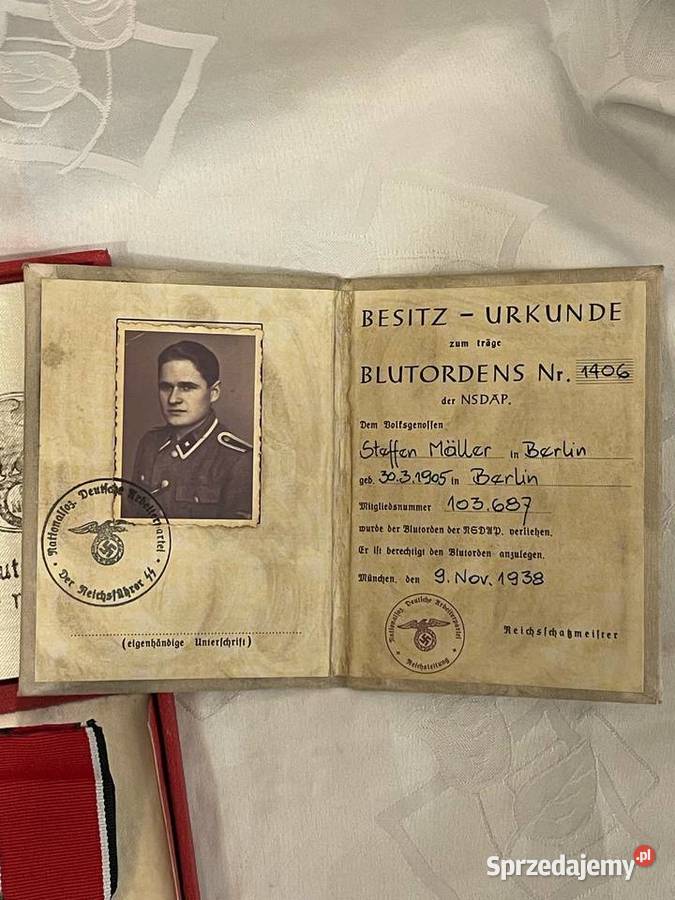 Nationalsoz. Deutsche Arbeiterpartei
Der Reichsführer SS
(eigenhändige Unterschrift)
BESITZ - URKUNDE
zum träge
BLUTORDENS Nr. 1406
der NSDAP.
Dem Volksgenossen
Steffen Möller in Berlin
geb. 30.3.1905 in Berlin
Mitgliedsnummer 103.687
wurde der Blutorden der NSDAP. verliehen.
Er ist berechtigt den Blutorden anzulegen.
München, den 9. Nov. 1938
Nationalsoz. Deutsche Arbeiterpartei
Reichsleitung
Reichsschatzmeister
Sprzedajemy.pl